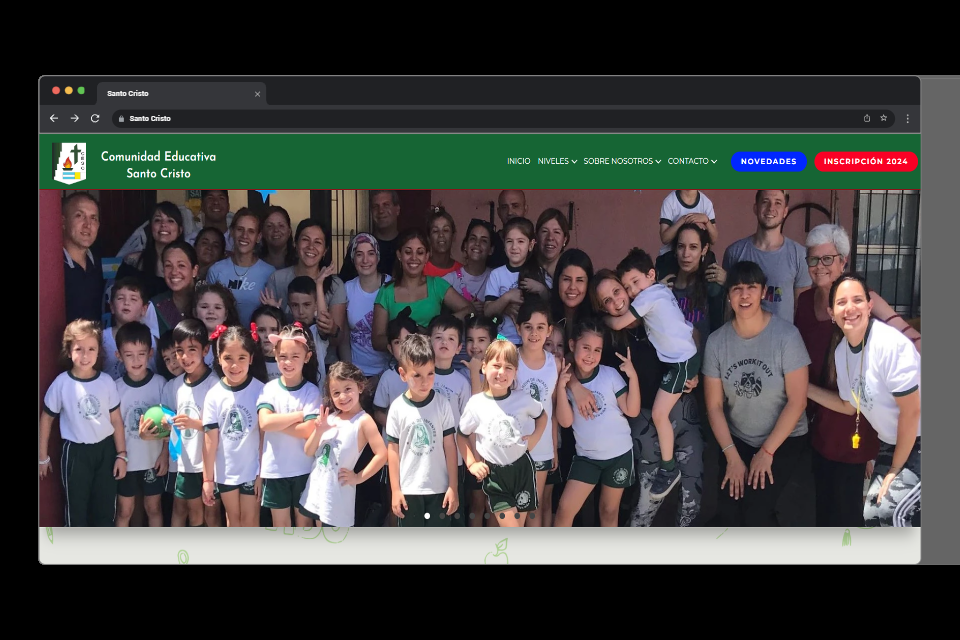 Santo Cristo
Santo Cristo
Comunidad Educativa
Santo Cristo
INICIO NIVELES SOBRE NOSOTROS CONTACTO NOVEDADES INSCRIPCIÓN 2024
NIKE
LET'S WORK IT OUT